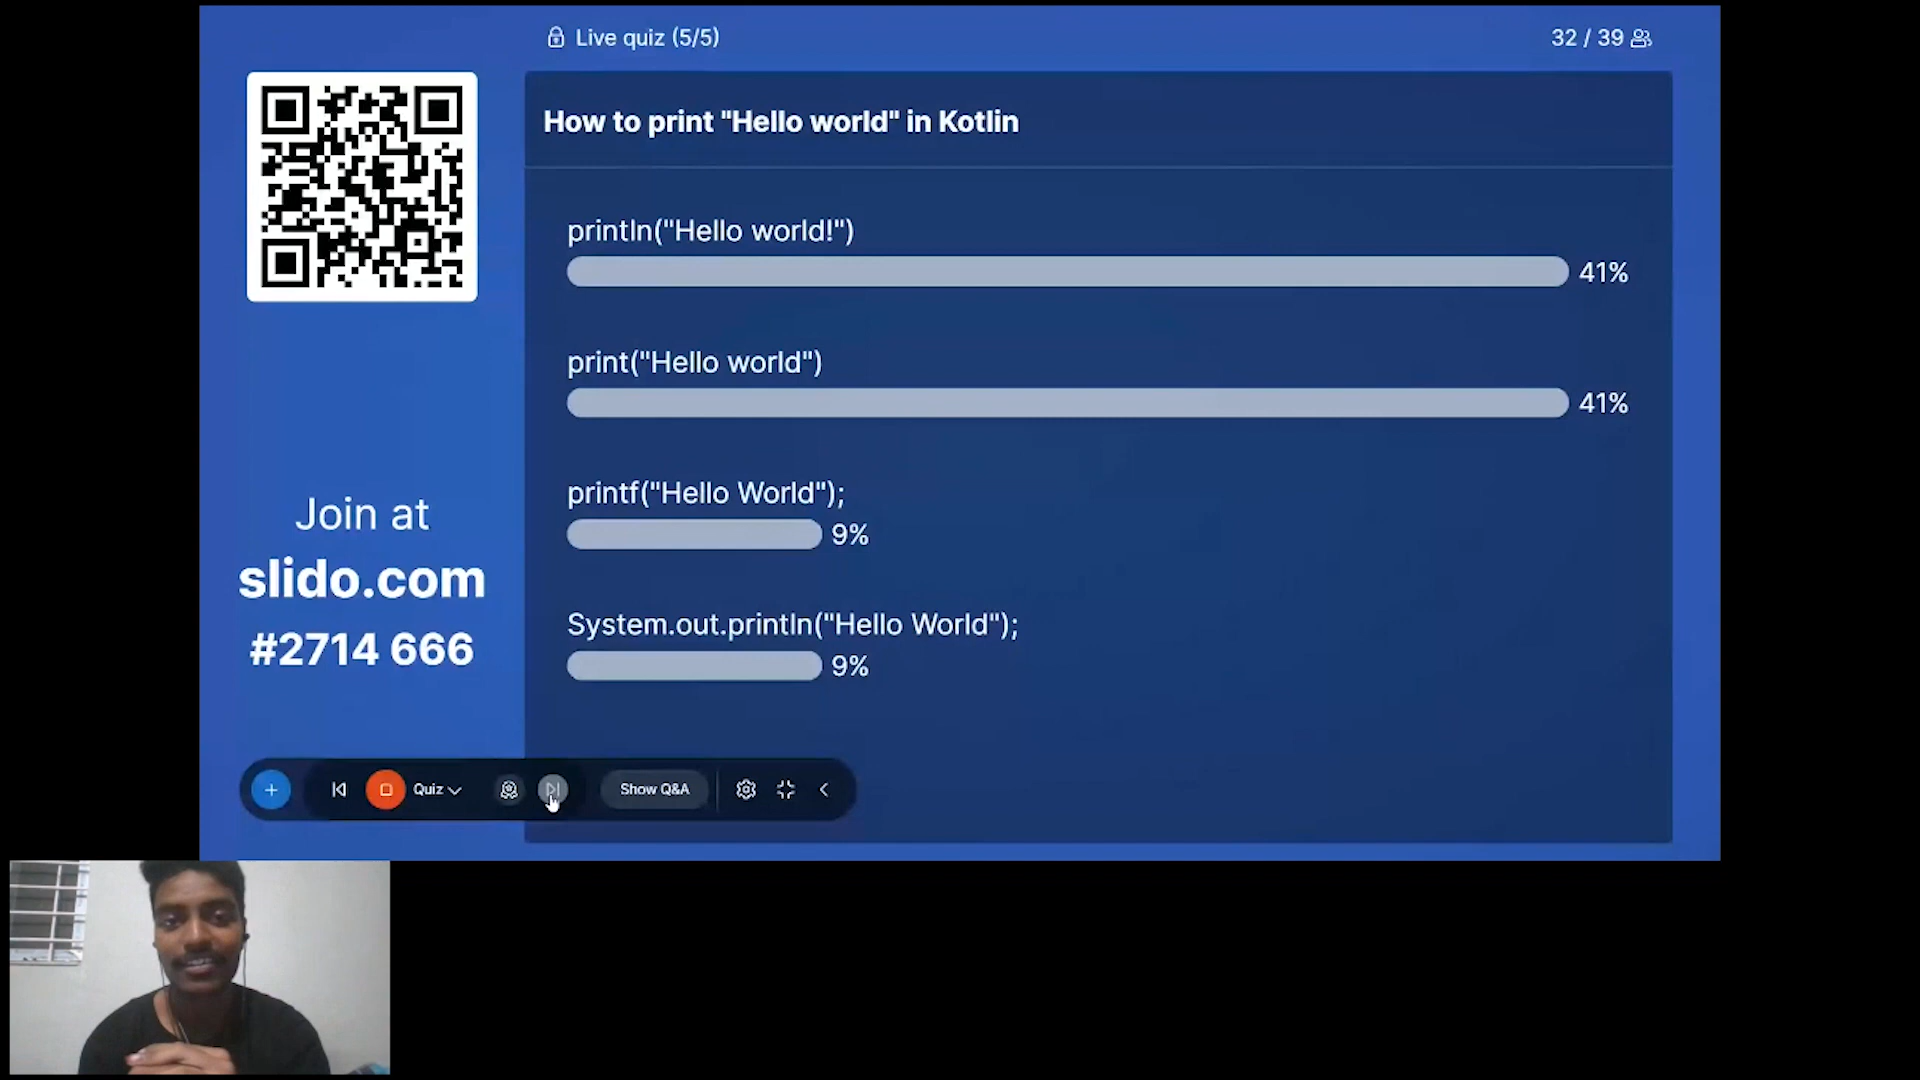 Live quiz (5/5)
32 / 39
How to print "Hello world" in Kotlin
println("Hello world!")
41%
print("Hello world")
41%
printf("Hello World");
9%
System.out.println("Hello World");
9%
Join at
slido.com
#2714 666
Quiz
Show Q&A